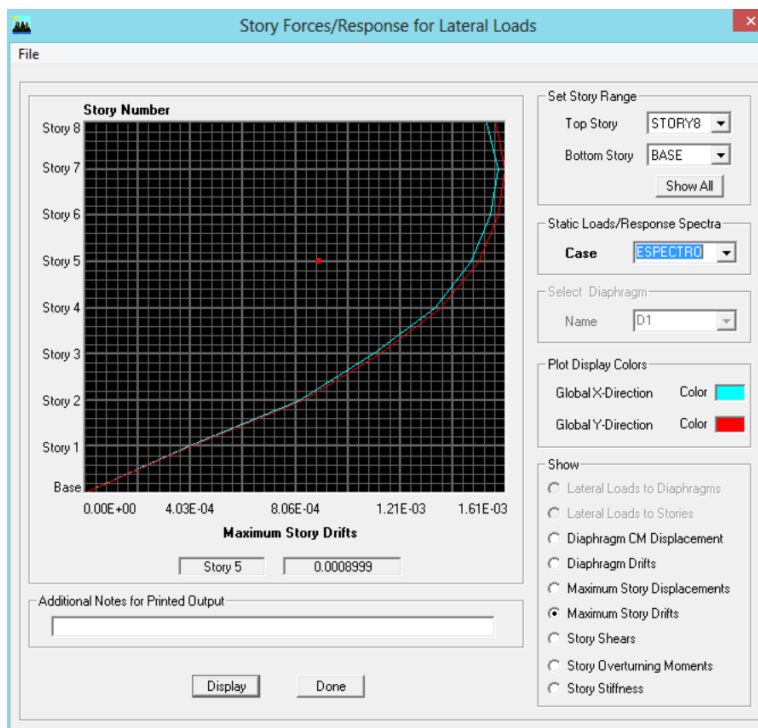 Story Forces/Response for Lateral Loads
File
Story Number
Story 8
Story 7
Story 6
Story 5
Story 4
Story 3
Story 2
Story 1
Base
0.00E+00 4.03E-04 8.06E-04 1.21E-03 1.61E-03
Maximum Story Drifts
Story 5 0.0008999
Additional Notes for Printed Output
Display Done
Set Story Range
Top Story STORY8
Bottom Story BASE
Show All
Static Loads/Response Spectra
Case ESPECTRO
Select Diaphragm
Name D1
Plot Display Colors
Global X-Direction Color
Global Y-Direction Color
Show
Lateral Loads to Diaphragms
Lateral Loads to Stories
Diaphragm CM Displacement
Diaphragm Drifts
Maximum Story Displacements
Maximum Story Drifts
Story Shears
Story Overturning Moments
Story Stiffness